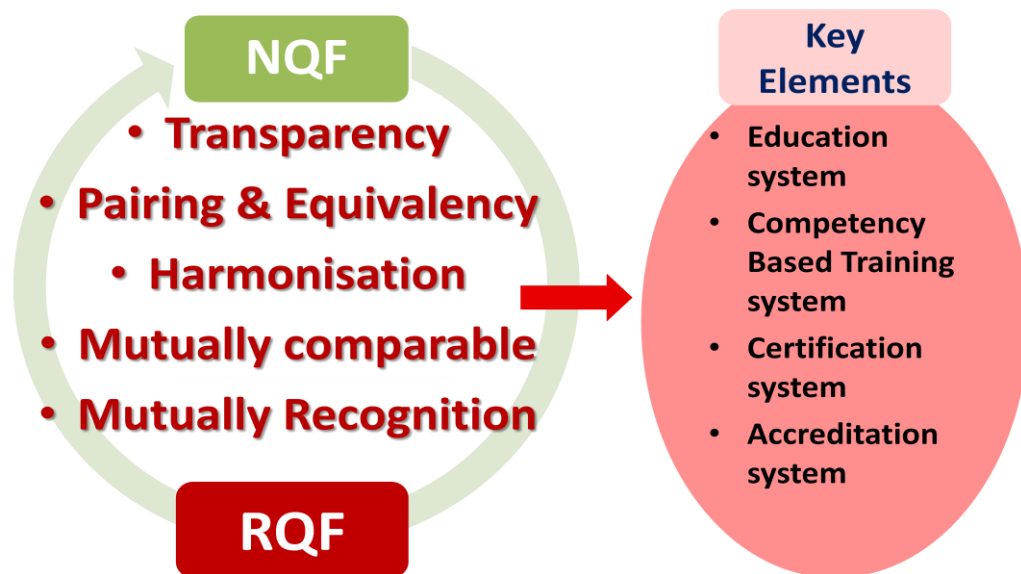 NQF
• Transparency
• Pairing & Equivalency
• Harmonisation
• Mutually comparable
• Mutually Recognition
RQF
Key
Elements
• Education
system
• Competency
Based Training
system
• Certification
system
• Accreditation
system